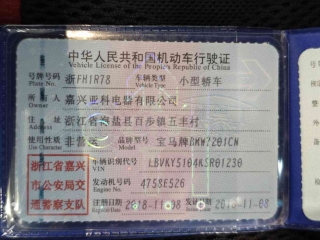 中华人民共和国机动车行驶证
Vehicle License of the People's Republic of China
号牌号码 浙FH1R78 车辆类型 小型轿车
Plate No. Vehicle Type
所有人 嘉兴亚科电器有限公司
Owner
住址 浙江省海盐县百步镇五丰村
Address
使用性质 非营运 品牌型号 宝马牌BMW7201CW
Use Character Model
浙江省嘉兴 车辆识别代号 LBVKY5104KSR01230
VIN
市公安局交 发动机号码 4758E526
Engine No.
通警察支队 注册日期 2018-11-08 发证日期 2018-11-08